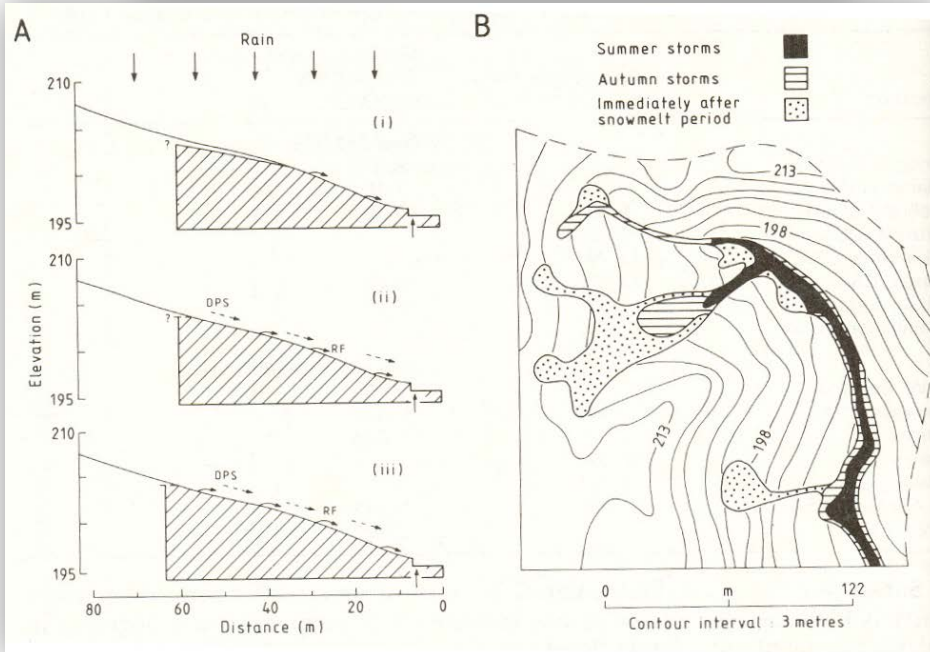 A
Rain
210
(i)
?
195
210
DPS
(ii)
?
RF
Elevation (m)
195
210
DPS
(iii)
RF
195
80
60
40
20
0
Distance (m)
B
Summer storms
Autumn storms
Immediately after
snowmelt period
213
198
213
198
0 m 122
Contour interval : 3 metres